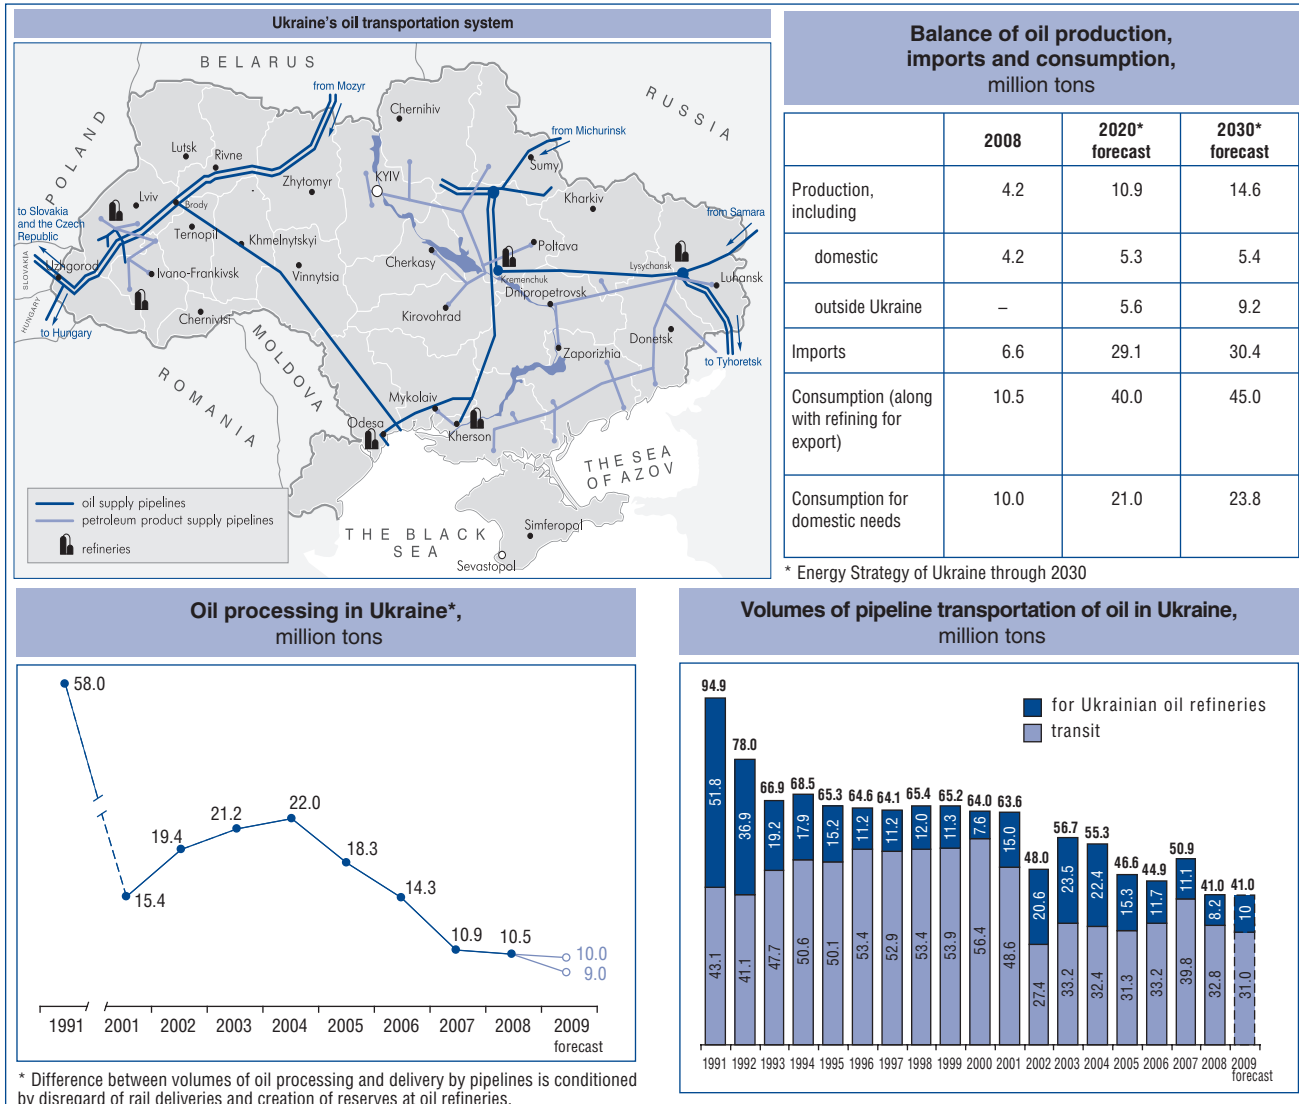 Ukraine's oil transportation system
BELARUS
POLAND
RUSSIA
SLOVAKIA
HUNGARY
ROMANIA
MOLDOVA
from Mozyr
from Michurinsk
from Samara
to Slovakia
and the Czech
Republic
to Hungary
to Tyhoretsk
Chernihiv
Sumy
Lutsk
Rivne
KYIV
Zhytomyr
Lviv
Brody
Kharkiv
Ternopil
Khmelnytskyi
Poltava
Uzhgorod
Ivano-Frankivsk
Vinnytsia
Cherkasy
Kremenchuk
Lysychansk
Luhansk
Dnipropetrovsk
Chernivtsi
Kirovohrad
Donetsk
Zaporizhia
Mykolaiv
Odesa
Kherson
THE SEA
OF AZOV
THE BLACK
SEA
Simferopol
Sevastopol
oil supply pipelines
petroleum product supply pipelines
refineries
Balance of oil production,
imports and consumption,
million tons
2008 2020* forecast 2030* forecast
Production, including 4.2 10.9 14.6
domestic 4.2 5.3 5.4
outside Ukraine – 5.6 9.2
Imports 6.6 29.1 30.4
Consumption (along with refining for export) 10.5 40.0 45.0
Consumption for domestic needs 10.0 21.0 23.8
* Energy Strategy of Ukraine through 2030
Oil processing in Ukraine*,
million tons
58.0
15.4
19.4
21.2
22.0
18.3
14.3
10.9
10.5
10.0
9.0
1991 2001 2002 2003 2004 2005 2006 2007 2008 2009
forecast
* Difference between volumes of oil processing and delivery by pipelines is conditioned
by disregard of rail deliveries and creation of reserves at oil refineries.
Volumes of pipeline transportation of oil in Ukraine,
million tons
for Ukrainian oil refineries
transit
94.9 78.0 66.9 68.5 65.3 64.6 64.1 65.4 65.2 64.0 63.6 48.0 56.7 55.3 46.6 44.9 50.9 41.0 41.0
51.8 36.9 19.2 17.9 15.2 11.2 11.2 12.0 11.3 7.6 15.0 20.6 23.5 22.4 15.3 11.7 11.1 8.2 10
43.1 41.1 47.7 50.6 50.1 53.4 52.9 53.4 53.9 56.4 48.6 27.4 33.2 32.4 31.3 33.2 39.8 32.8 31.0
1991 1992 1993 1994 1995 1996 1997 1998 1999 2000 2001 2002 2003 2004 2005 2006 2007 2008 2009
forecast